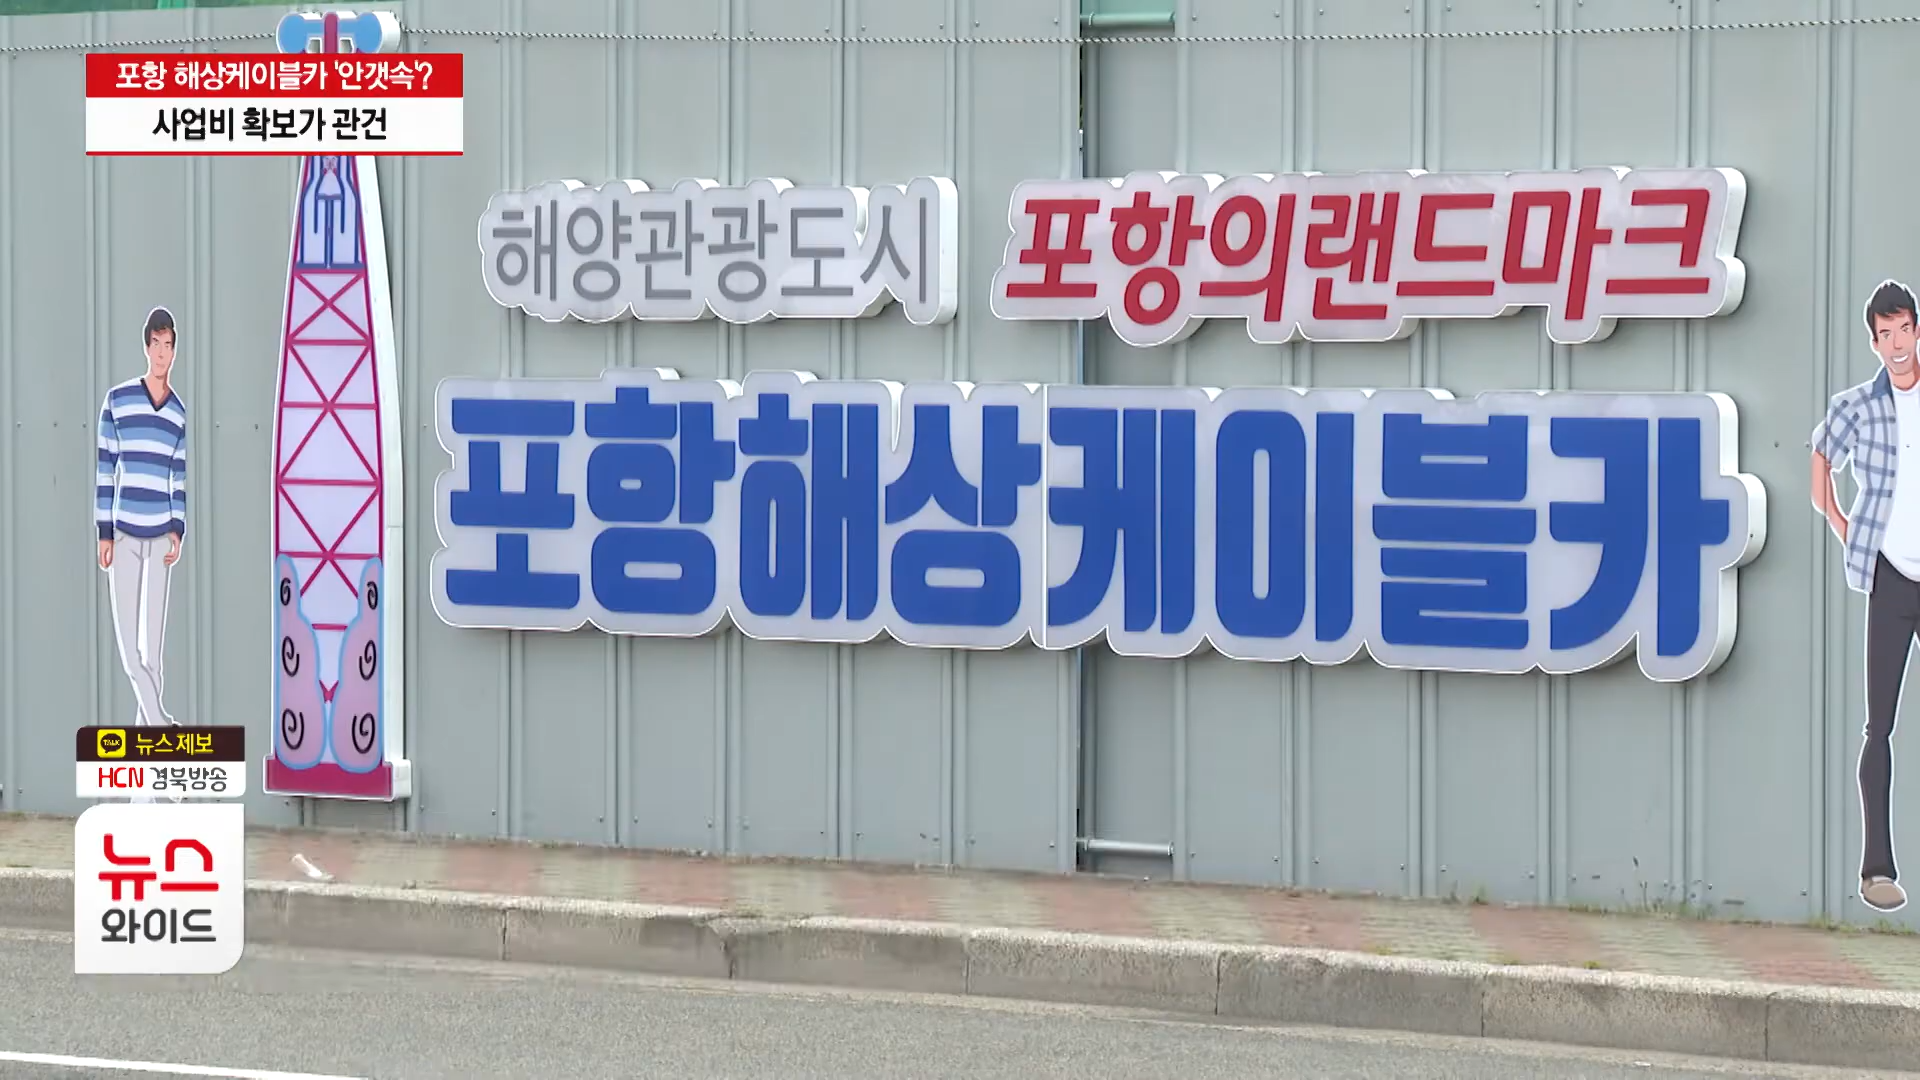 포항 해상케이블카 '안갯속'?
사업비 확보가 관건
해양관광도시 포항의랜드마크
포항해상케이블카
TALK 뉴스제보
HCN 경북방송
뉴스
와이드